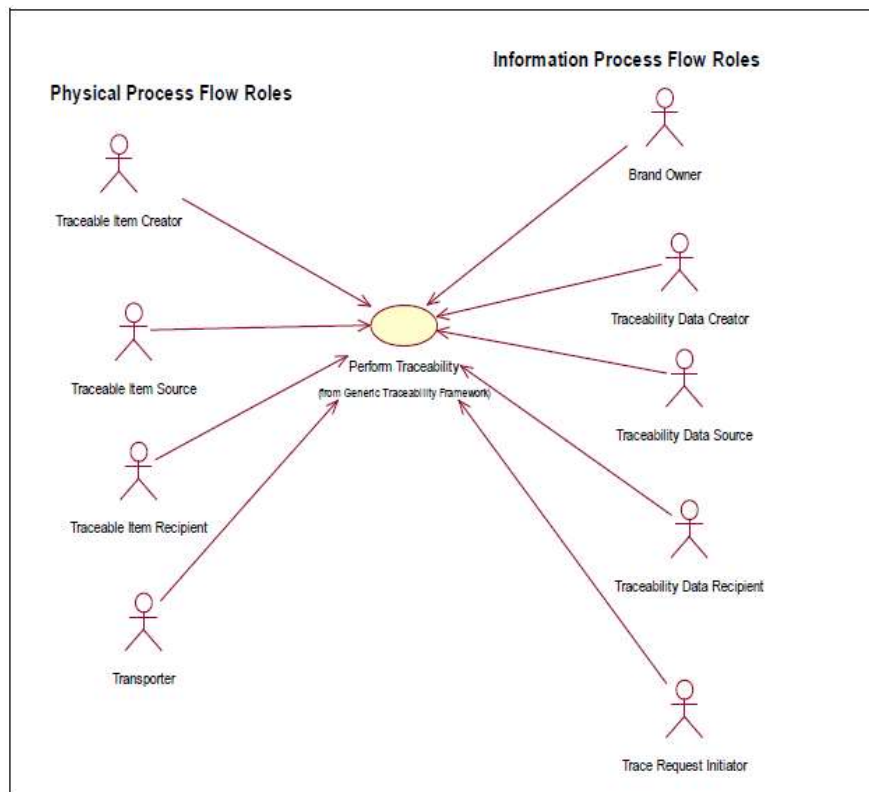 Physical Process Flow Roles
Traceable Item Creator
Traceable Item Source
Traceable Item Recipient
Transporter
Perform Traceability
(from Generic Traceability Framework)
Information Process Flow Roles
Brand Owner
Traceability Data Creator
Traceability Data Source
Traceability Data Recipient
Trace Request Initiator